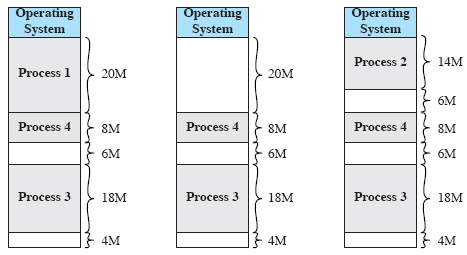 Operating
System
Process 1
20M
Process 4
8M
6M
Process 3
18M
4M
Operating
System
20M
Process 4
8M
6M
Process 3
18M
4M
Operating
System
Process 2
14M
6M
Process 4
8M
6M
Process 3
18M
4M